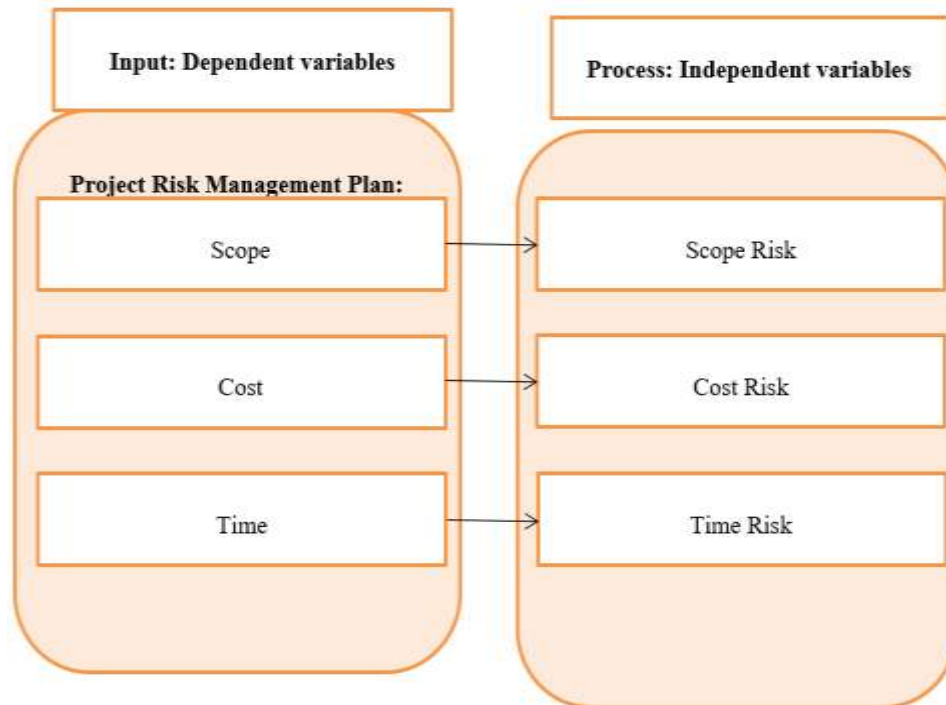 Input: Dependent variables
Process: Independent variables
Project Risk Management Plan:
Scope
Scope Risk
Cost
Cost Risk
Time
Time Risk